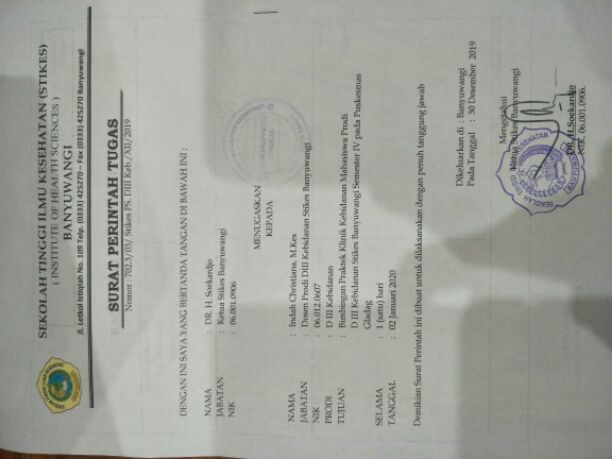 SEKOLAH TINGGI ILMU KESEHATAN (STIKES)
( INSTITUTE OF HEALTH SCIENCES )
BANYUWANGI
Jl. Letkol Istiqlah No. 109 Telp. (0333) 425270 – Fax (0333) 425270 Banyuwangi
SURAT PERINTAH TUGAS
Nomor : 702.3/ 03/ Stikes PS. DIII Keb./XII/2019
DENGAN INI SAYA YANG BERTANDA TANGAN DI BAWAH INI :
NAMA : DR. H. Soekardjo
JABATAN : Ketua Stikes Banyuwangi
NIK : 06.001.0906
MENUGASKAN
KEPADA
NAMA : Indah Christiana, M.Kes
JABATAN : Dosen Prodi DIII Kebidanan Stikes Banyuwangi
NIK : 06.012.0607
PRODI : D III Kebidanan
TUJUAN : Bimbingan Praktek Klinik Kebidanan Mahasiswa Prodi
D III Kebidanan Stikes Banyuwangi Semester IV pada Puskesmas
Gladag
SELAMA : 1 (satu) hari
TANGGAL : 02 Januari 2020
Demikian Surat Perintah ini dibuat untuk dilaksanakan dengan penuh tanggung jawab
Dikeluarkan di : Banyuwangi
Pada Tanggal : 30 Desember 2019
Mengetahui
Ketua Stikes Banyuwangi
DR. H. Soekardjo
NIK. 06.001.0906.